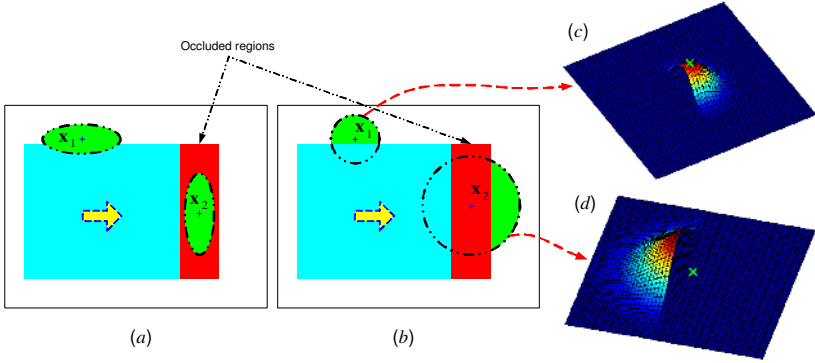 Occluded regions
(c)
x1
x2
x1
x2
(d)
(a)
(b)